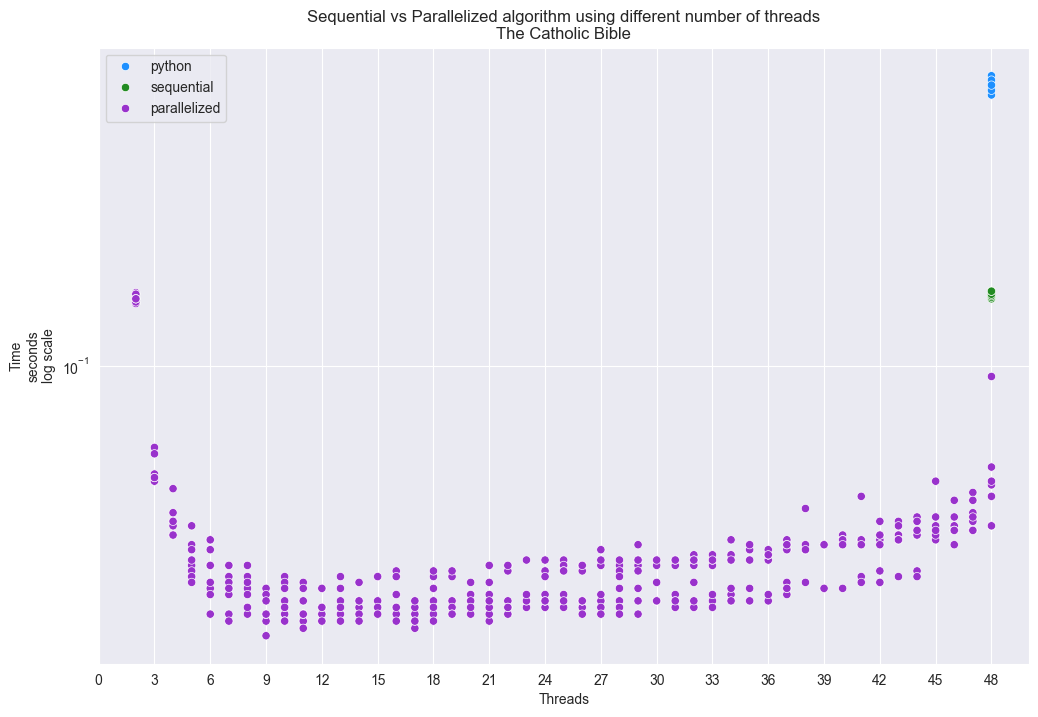 Sequential vs Parallelized algorithm using different number of threads
The Catholic Bible
python
sequential
parallelized
Time
seconds
log scale
10⁻¹
0 3 6 9 12 13 15 18 21 24 27 30 33 36 39 42 45 48
Threads